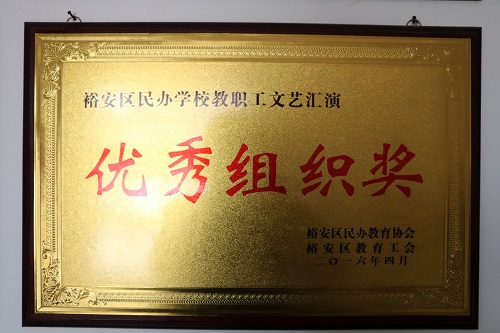 裕安区民办学校教职工文艺汇演
优秀组织奖
裕安区民办教育协会
裕安区教育工会
二〇一六年四月